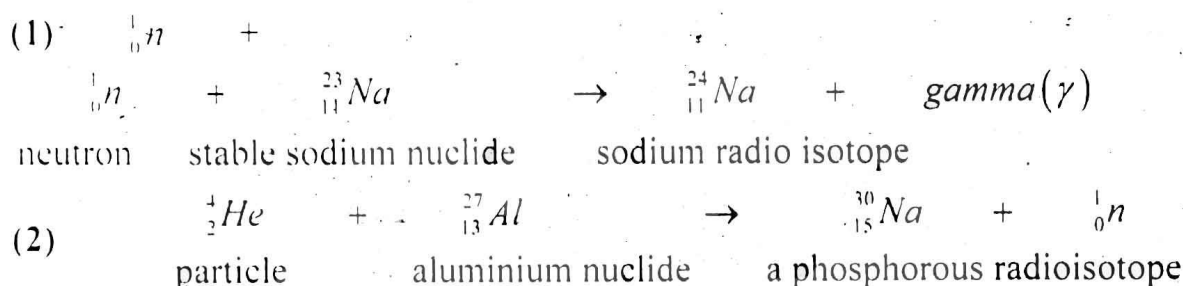 (1) ¹₀n +
¹₀n + ²³₁₁Na → ²⁴₁₁Na + gamma(γ)
neutron stable sodium nuclide sodium radio isotope
(2) ⁴₂He + ²⁷₁₃Al → ³⁰₁₅Na + ¹₀n
particle aluminium nuclide a phosphorous radioisotope